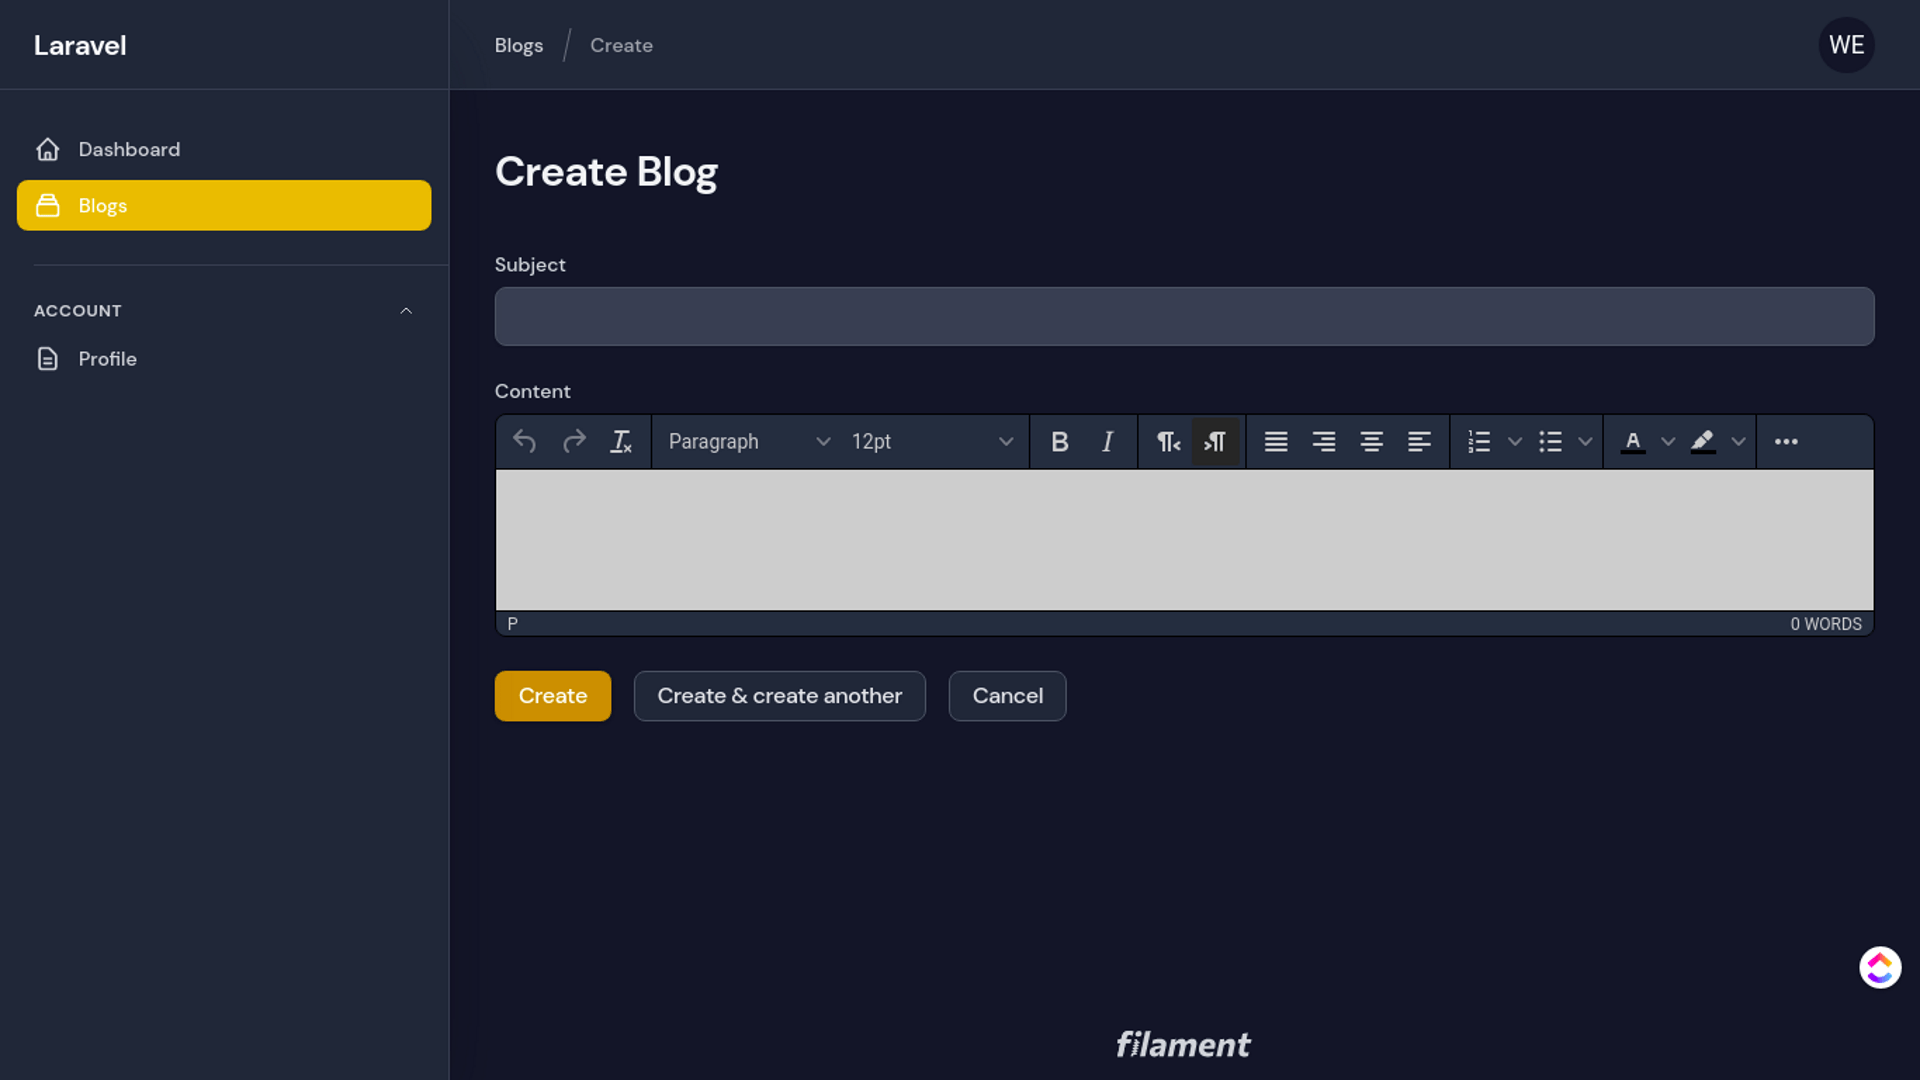 Laravel
Blogs / Create
WE
Dashboard
Blogs
ACCOUNT
Profile
Create Blog
Subject
Content
Paragraph 12pt B I A
P 0 WORDS
Create Create & create another Cancel
filament